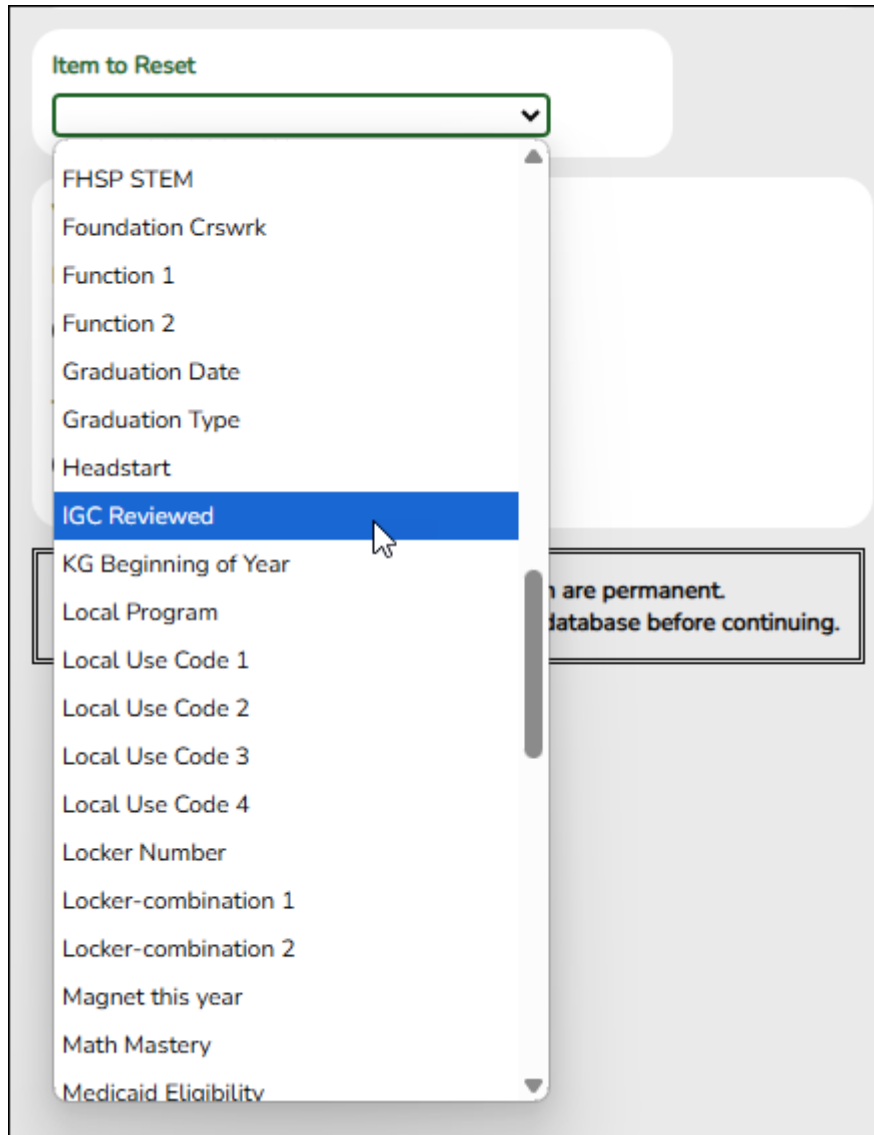 Item to Reset
FHSP STEM
Foundation Crswrk
Function 1
Function 2
Graduation Date
Graduation Type
Headstart
IGC Reviewed
KG Beginning of Year
Local Program
are permanent.
Local Use Code 1
database before continuing.
Local Use Code 2
Local Use Code 3
Local Use Code 4
Locker Number
Locker-combination 1
Locker-combination 2
Magnet this year
Math Mastery
Medicaid Eligibility